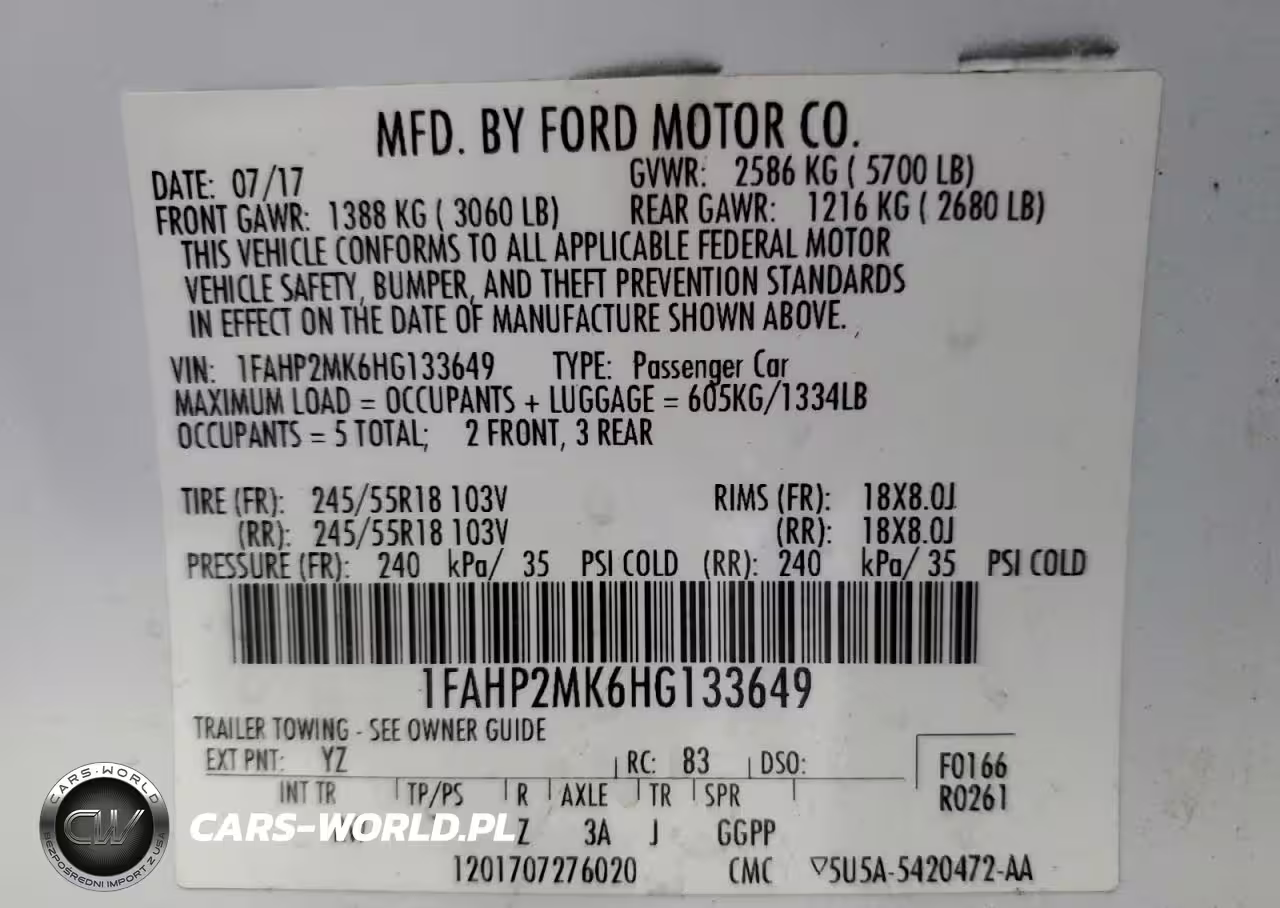 MFD. BY FORD MOTOR CO.
DATE: 07/17 GVWR: 2586 KG ( 5700 LB)
FRONT GAWR: 1388 KG ( 3060 LB) REAR GAWR: 1216 KG ( 2680 LB)
THIS VEHICLE CONFORMS TO ALL APPLICABLE FEDERAL MOTOR
VEHICLE SAFETY, BUMPER, AND THEFT PREVENTION STANDARDS
IN EFFECT ON THE DATE OF MANUFACTURE SHOWN ABOVE.
VIN: 1FAHP2MK6HG133649 TYPE: Passenger Car
MAXIMUM LOAD = OCCUPANTS + LUGGAGE = 605KG/1334LB
OCCUPANTS = 5 TOTAL; 2 FRONT, 3 REAR
TIRE (FR): 245/55R18 103V RIMS (FR): 18X8.0J
(RR): 245/55R18 103V (RR): 18X8.0J
PRESSURE (FR): 240 kPa/ 35 PSI COLD (RR): 240 kPa/ 35 PSI COLD
1FAHP2MK6HG133649
TRAILER TOWING - SEE OWNER GUIDE
EXT PNT: YZ RC: 83 DSO: F0166
INT TR TP/PS R AXLE TR SPR R0261
Z 3A J GGPP
1201707276020 CMC ▽5U5A-5420472-AA
CARS-WORLD
CW
BEZPOŚREDNI IMPORT Z USA
CARS-WORLD.PL